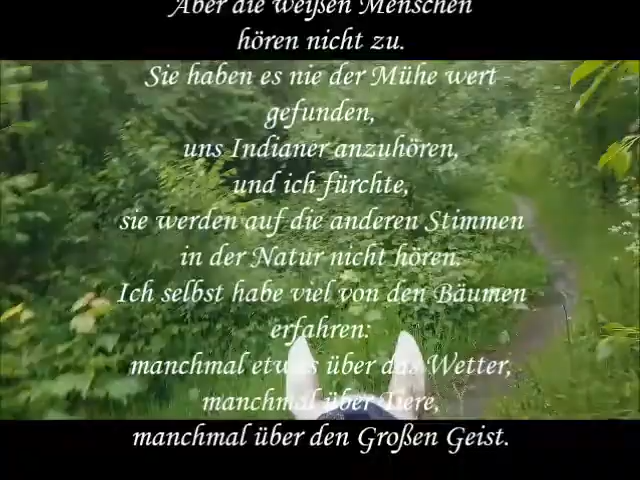 Aber die weißen Menschen
hören nicht zu.
Sie haben es nie der Mühe wert
gefunden,
uns Indianer anzuhören,
und ich fürchte,
sie werden auf die anderen Stimmen
in der Natur nicht hören.
Ich selbst habe viel von den Bäumen
erfahren:
manchmal etwas über das Wetter,
manchmal über Tiere,
manchmal über den Großen Geist.